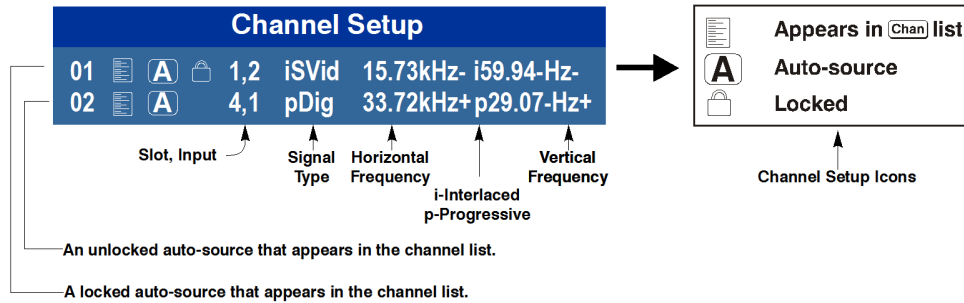 Channel Setup
01 A 1,2 iSVid 15.73kHz- i59.94-Hz-
02 A 4,1 pDig 33.72kHz+ p29.07-Hz+
Slot, Input
Signal
Type
Horizontal
Frequency
i-Interlaced
p-Progressive
Vertical
Frequency
An unlocked auto-source that appears in the channel list.
A locked auto-source that appears in the channel list.
Appears in Chan list
A Auto-source
Locked
Channel Setup Icons